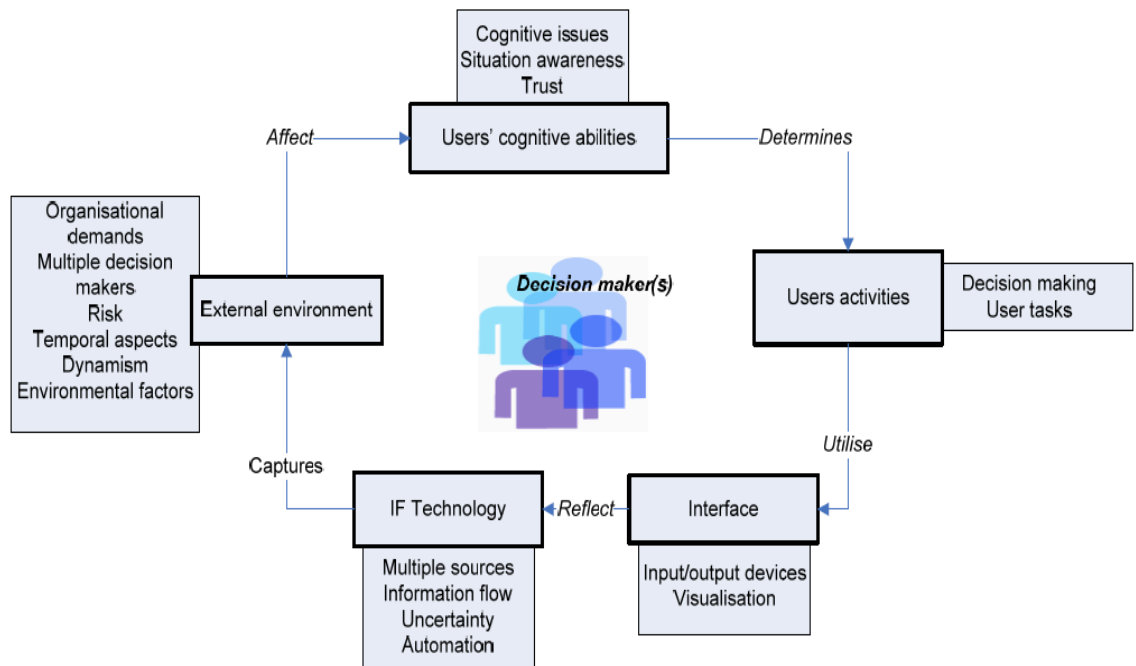 Cognitive issues
Situation awareness
Trust
Affect
Users' cognitive abilities
Determines
Organisational
demands
Multiple decision
makers
Risk
Temporal aspects
Dynamism
Environmental factors
External environment
Decision maker(s)
Users activities
Decision making
User tasks
Utilise
Captures
IF Technology
Reflect
Interface
Multiple sources
Information flow
Uncertainty
Automation
Input/output devices
Visualisation